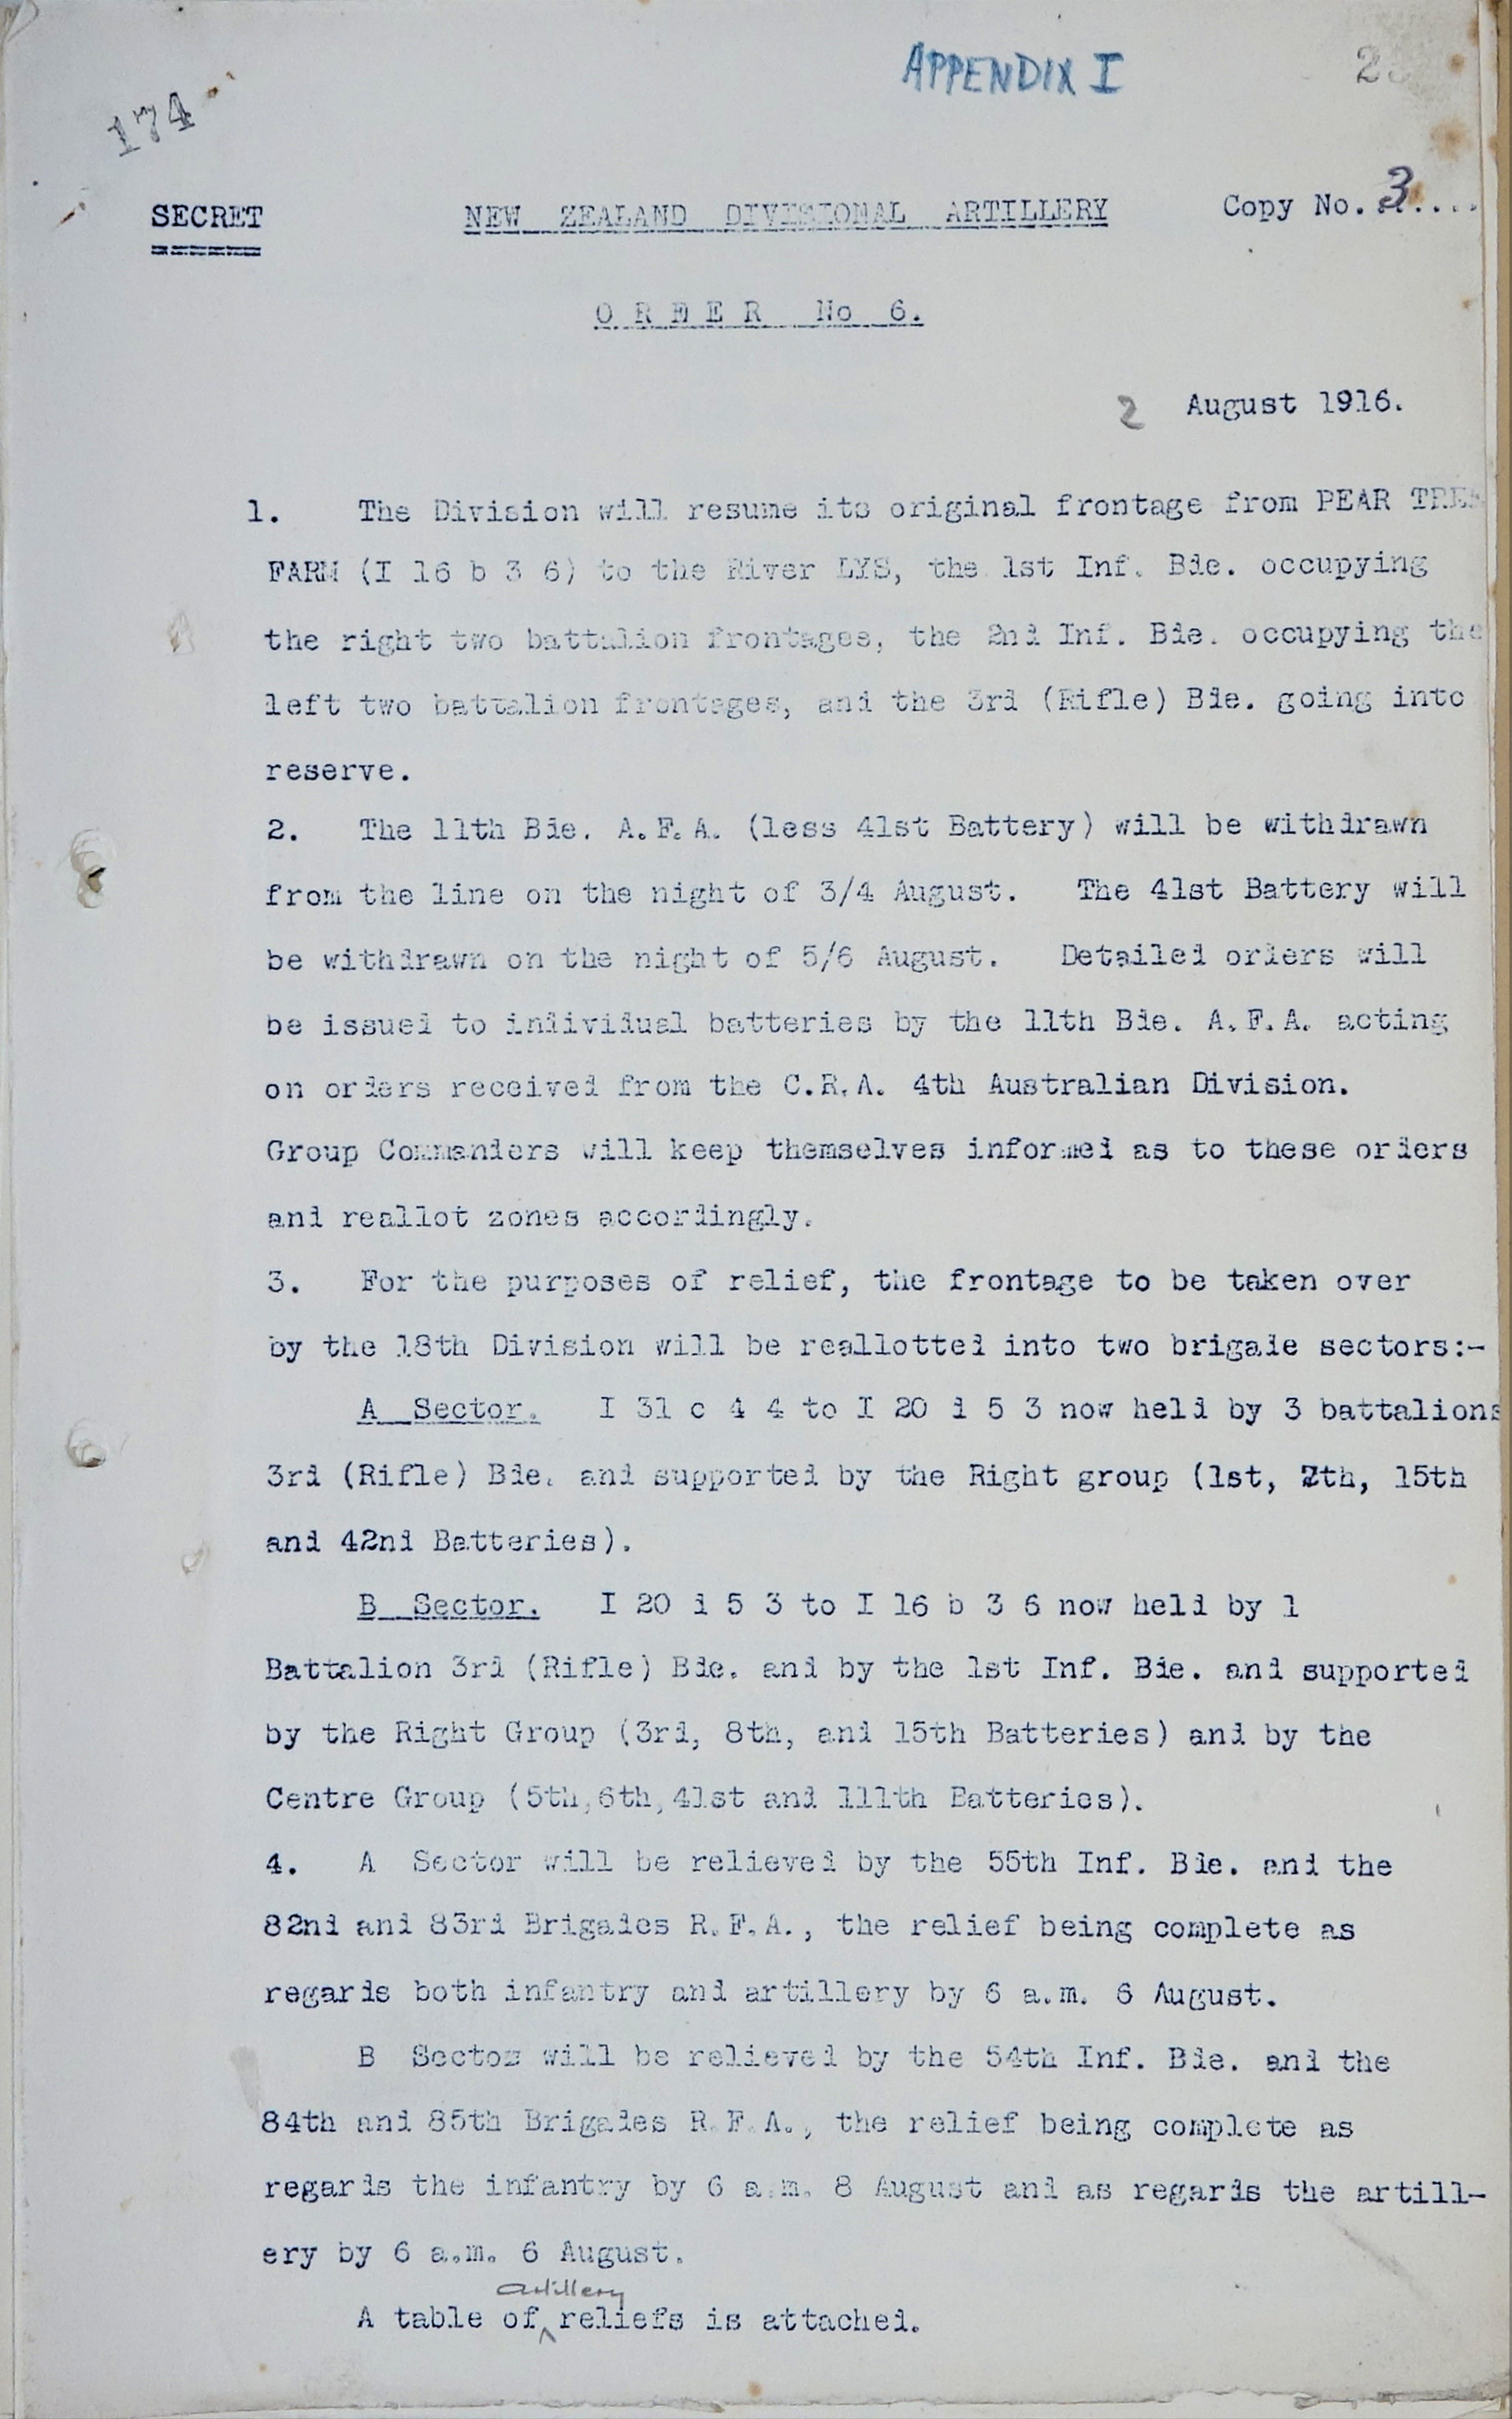 APPENDIX I
174
SECRET
NEW ZEALAND DIVISIONAL ARTILLERY
Copy No. 3....
ORDER No 6.
2 August 1916.
1. The Division will resume its original frontage from PEAR TREE
FARM (I 16 b 3 6) to the River LYS, the 1st Inf. Bde. occupying
the right two battalion frontages, the 2nd Inf. Bde. occupying the
left two battalion frontages, and the 3rd (Rifle) Bde. going into
reserve.
2. The 11th Bde. A.F.A. (less 41st Battery) will be withdrawn
from the line on the night of 3/4 August. The 41st Battery will
be withdrawn on the night of 5/6 August. Detailed orders will
be issued to individual batteries by the 11th Bde. A.F.A. acting
on orders received from the C.R.A. 4th Australian Division.
Group Commanders will keep themselves informed as to these orders
and reallot zones accordingly.
3. For the purposes of relief, the frontage to be taken over
by the 18th Division will be reallotted into two brigade sectors:-
A Sector. I 31 c 4 4 to I 20 d 5 3 now held by 3 battalions
3rd (Rifle) Bde. and supported by the Right group (1st, 7th, 15th
and 42nd Batteries).
B Sector. I 20 d 5 3 to I 16 b 3 6 now held by 1
Battalion 3rd (Rifle) Bde. and by the 1st Inf. Bde. and supported
by the Right Group (3rd, 8th, and 15th Batteries) and by the
Centre Group (5th,6th,41st and 111th Batteries).
4. A Sector will be relieved by the 55th Inf. Bde. and the
82nd and 83rd Brigades R.F.A., the relief being complete as
regards both infantry and artillery by 6 a.m. 6 August.
B Sector will be relieved by the 54th Inf. Bde. and the
84th and 85th Brigades R.F.A., the relief being complete as
regards the infantry by 6 a.m. 8 August and as regards the artill-
ery by 6 a.m. 6 August.
artillery
A table of ^ reliefs is attached.